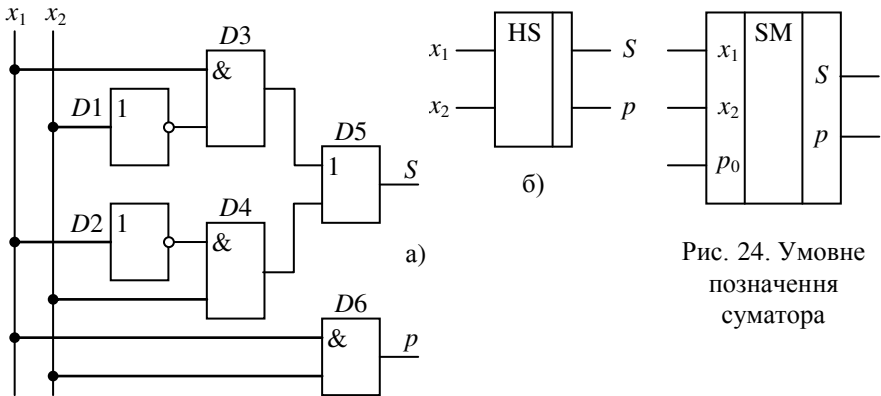 x1 x2
D3
&
D1
1
D5
1
S
D2
1
D4
&
а)
D6
&
p
HS
x1
x2
S
p
б)
SM
x1
x2
p0
S
p
Рис. 24. Умовне
позначення
суматора